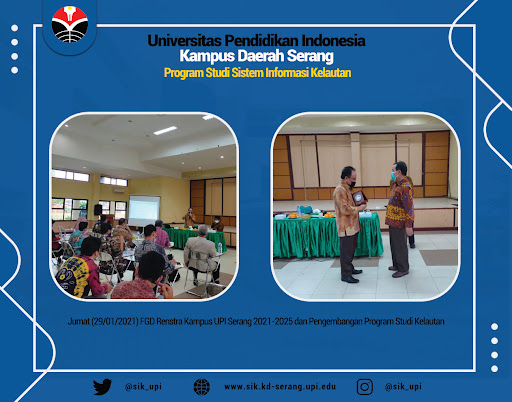 Universitas Pendidikan Indonesia
Kampus Daerah Serang
Program Studi Sistem Informasi Kelautan
Jumat (29/01/2021) FGD Renstra Kampus UPI Serang 2021-2025 dan Pengembangan Program Studi Kelautan
@sik_upi www.sik.kd-serang.upi.edu @sik_upi